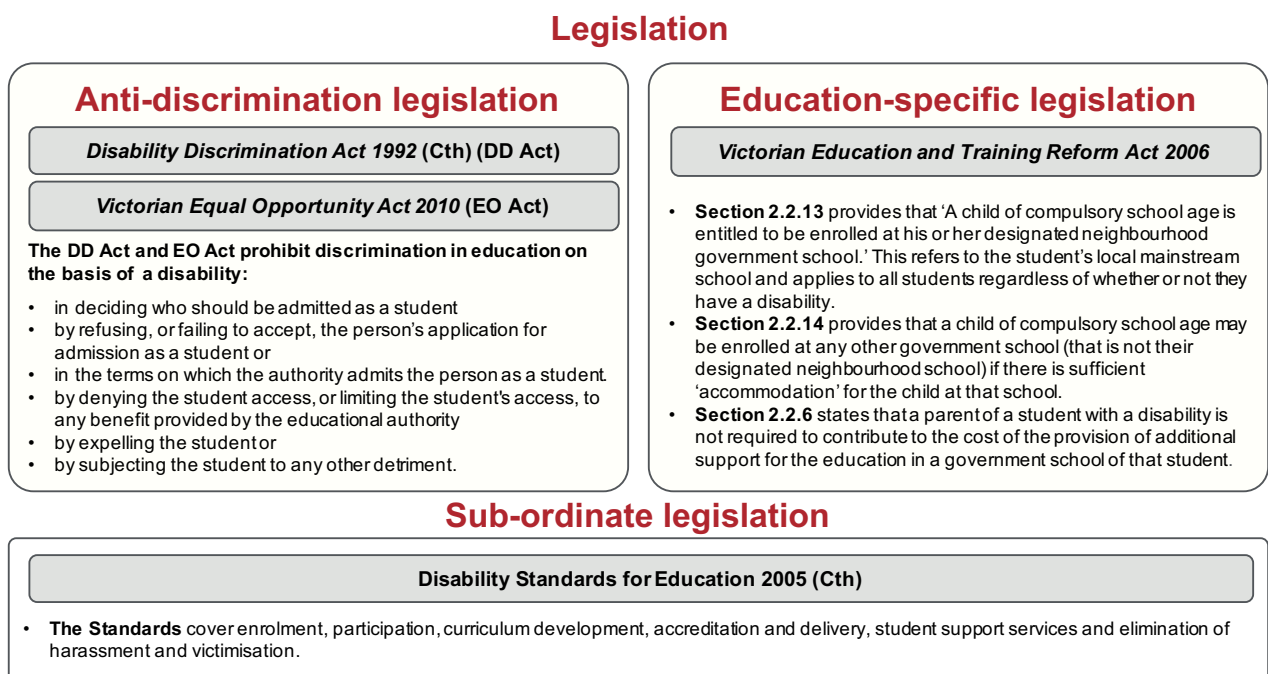 Legislation
Anti-discrimination legislation
Disability Discrimination Act 1992 (Cth) (DD Act)
Victorian Equal Opportunity Act 2010 (EO Act)
The DD Act and EO Act prohibit discrimination in education on
the basis of a disability:
• in deciding who should be admitted as a student
• by refusing, or failing to accept, the person's application for
admission as a student or
• in the terms on which the authority admits the person as a student.
• by denying the student access, or limiting the student's access, to
any benefit provided by the educational authority
• by expelling the student or
• by subjecting the student to any other detriment.
Education-specific legislation
Victorian Education and Training Reform Act 2006
• Section 2.2.13 provides that ‘A child of compulsory school age is
entitled to be enrolled at his or her designated neighbourhood
government school.’ This refers to the student’s local mainstream
school and applies to all students regardless of whether or not they
have a disability.
• Section 2.2.14 provides that a child of compulsory school age may
be enrolled at any other government school (that is not their
designated neighbourhood school) if there is sufficient
‘accommodation’ for the child at that school.
• Section 2.2.6 states that a parent of a student with a disability is
not required to contribute to the cost of the provision of additional
support for the education in a government school of that student.
Sub-ordinate legislation
Disability Standards for Education 2005 (Cth)
• The Standards cover enrolment, participation, curriculum development, accreditation and delivery, student support services and elimination of
harassment and victimisation.